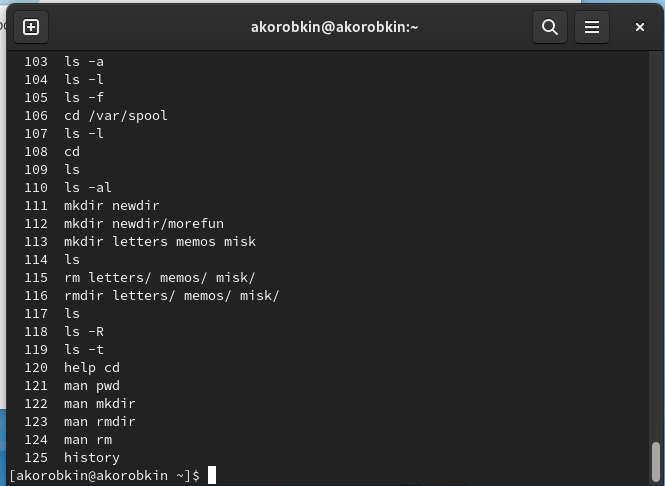 akorobkin@akorobkin:~
103 ls -a
104 ls -l
105 ls -f
106 cd /var/spool
107 ls -l
108 cd
109 ls
110 ls -al
111 mkdir newdir
112 mkdir newdir/morefun
113 mkdir letters memos misk
114 ls
115 rm letters/ memos/ misk/
116 rmdir letters/ memos/ misk/
117 ls
118 ls -R
119 ls -t
120 help cd
121 man pwd
122 man mkdir
123 man rmdir
124 man rm
125 history
[akorobkin@akorobkin ~]$